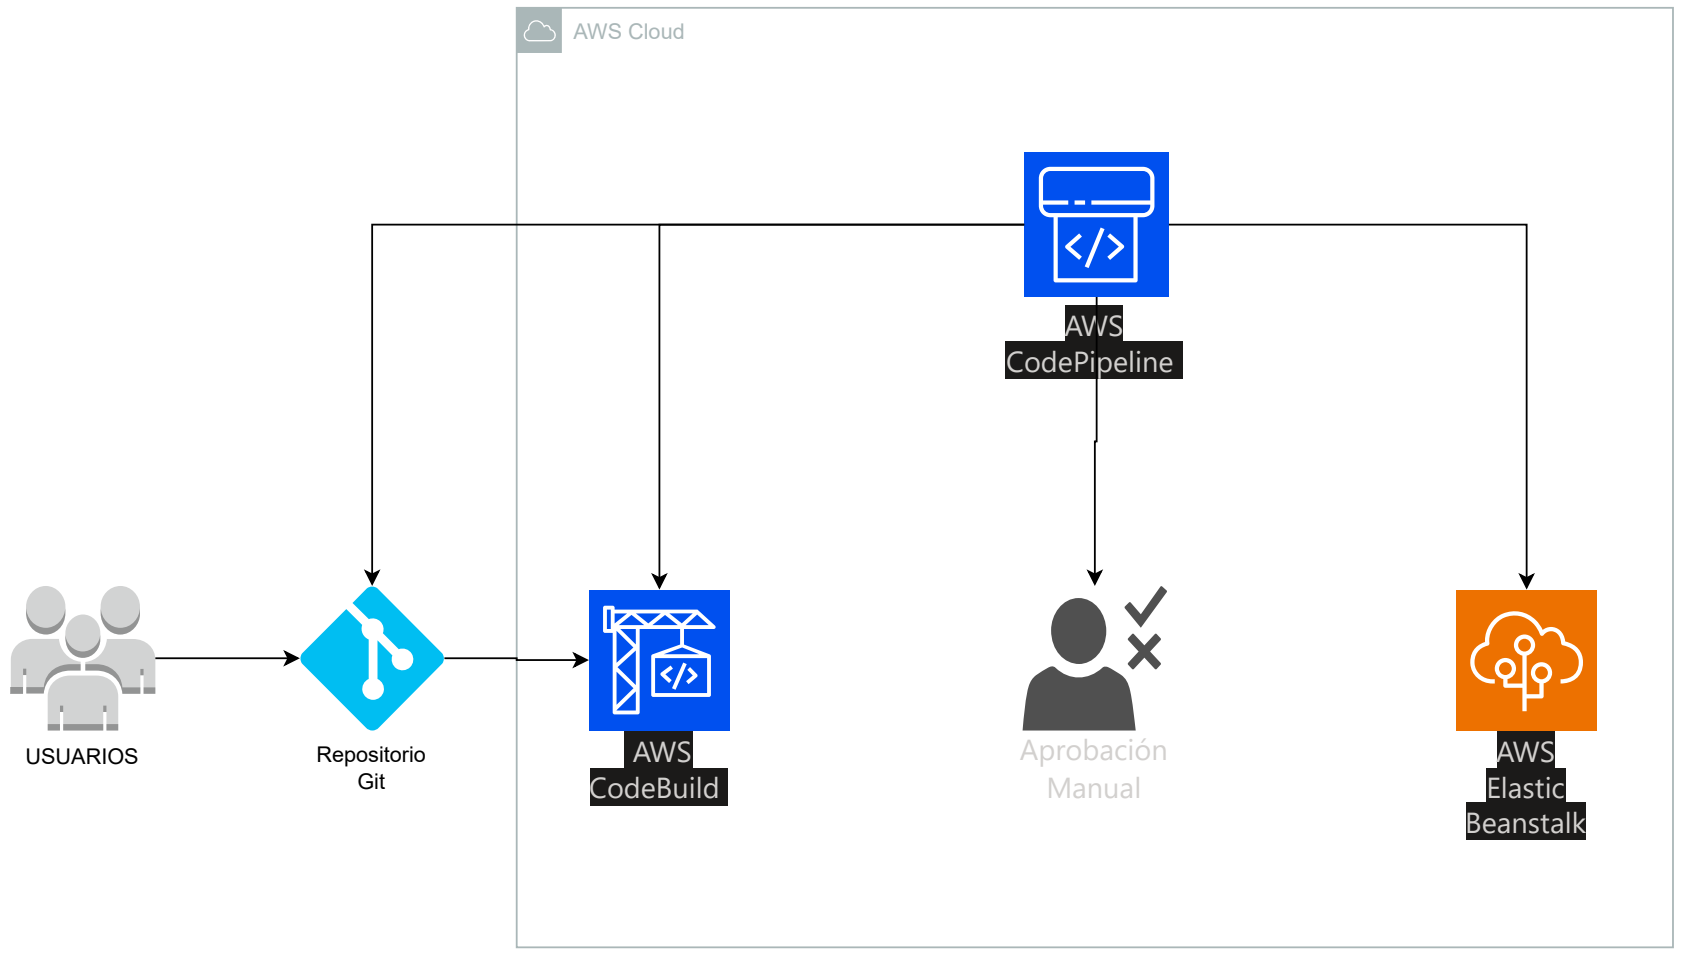 AWS Cloud
AWS
CodePipeline
USUARIOS
Repositorio
Git
AWS
CodeBuild
Aprobación
Manual
AWS
Elastic
Beanstalk